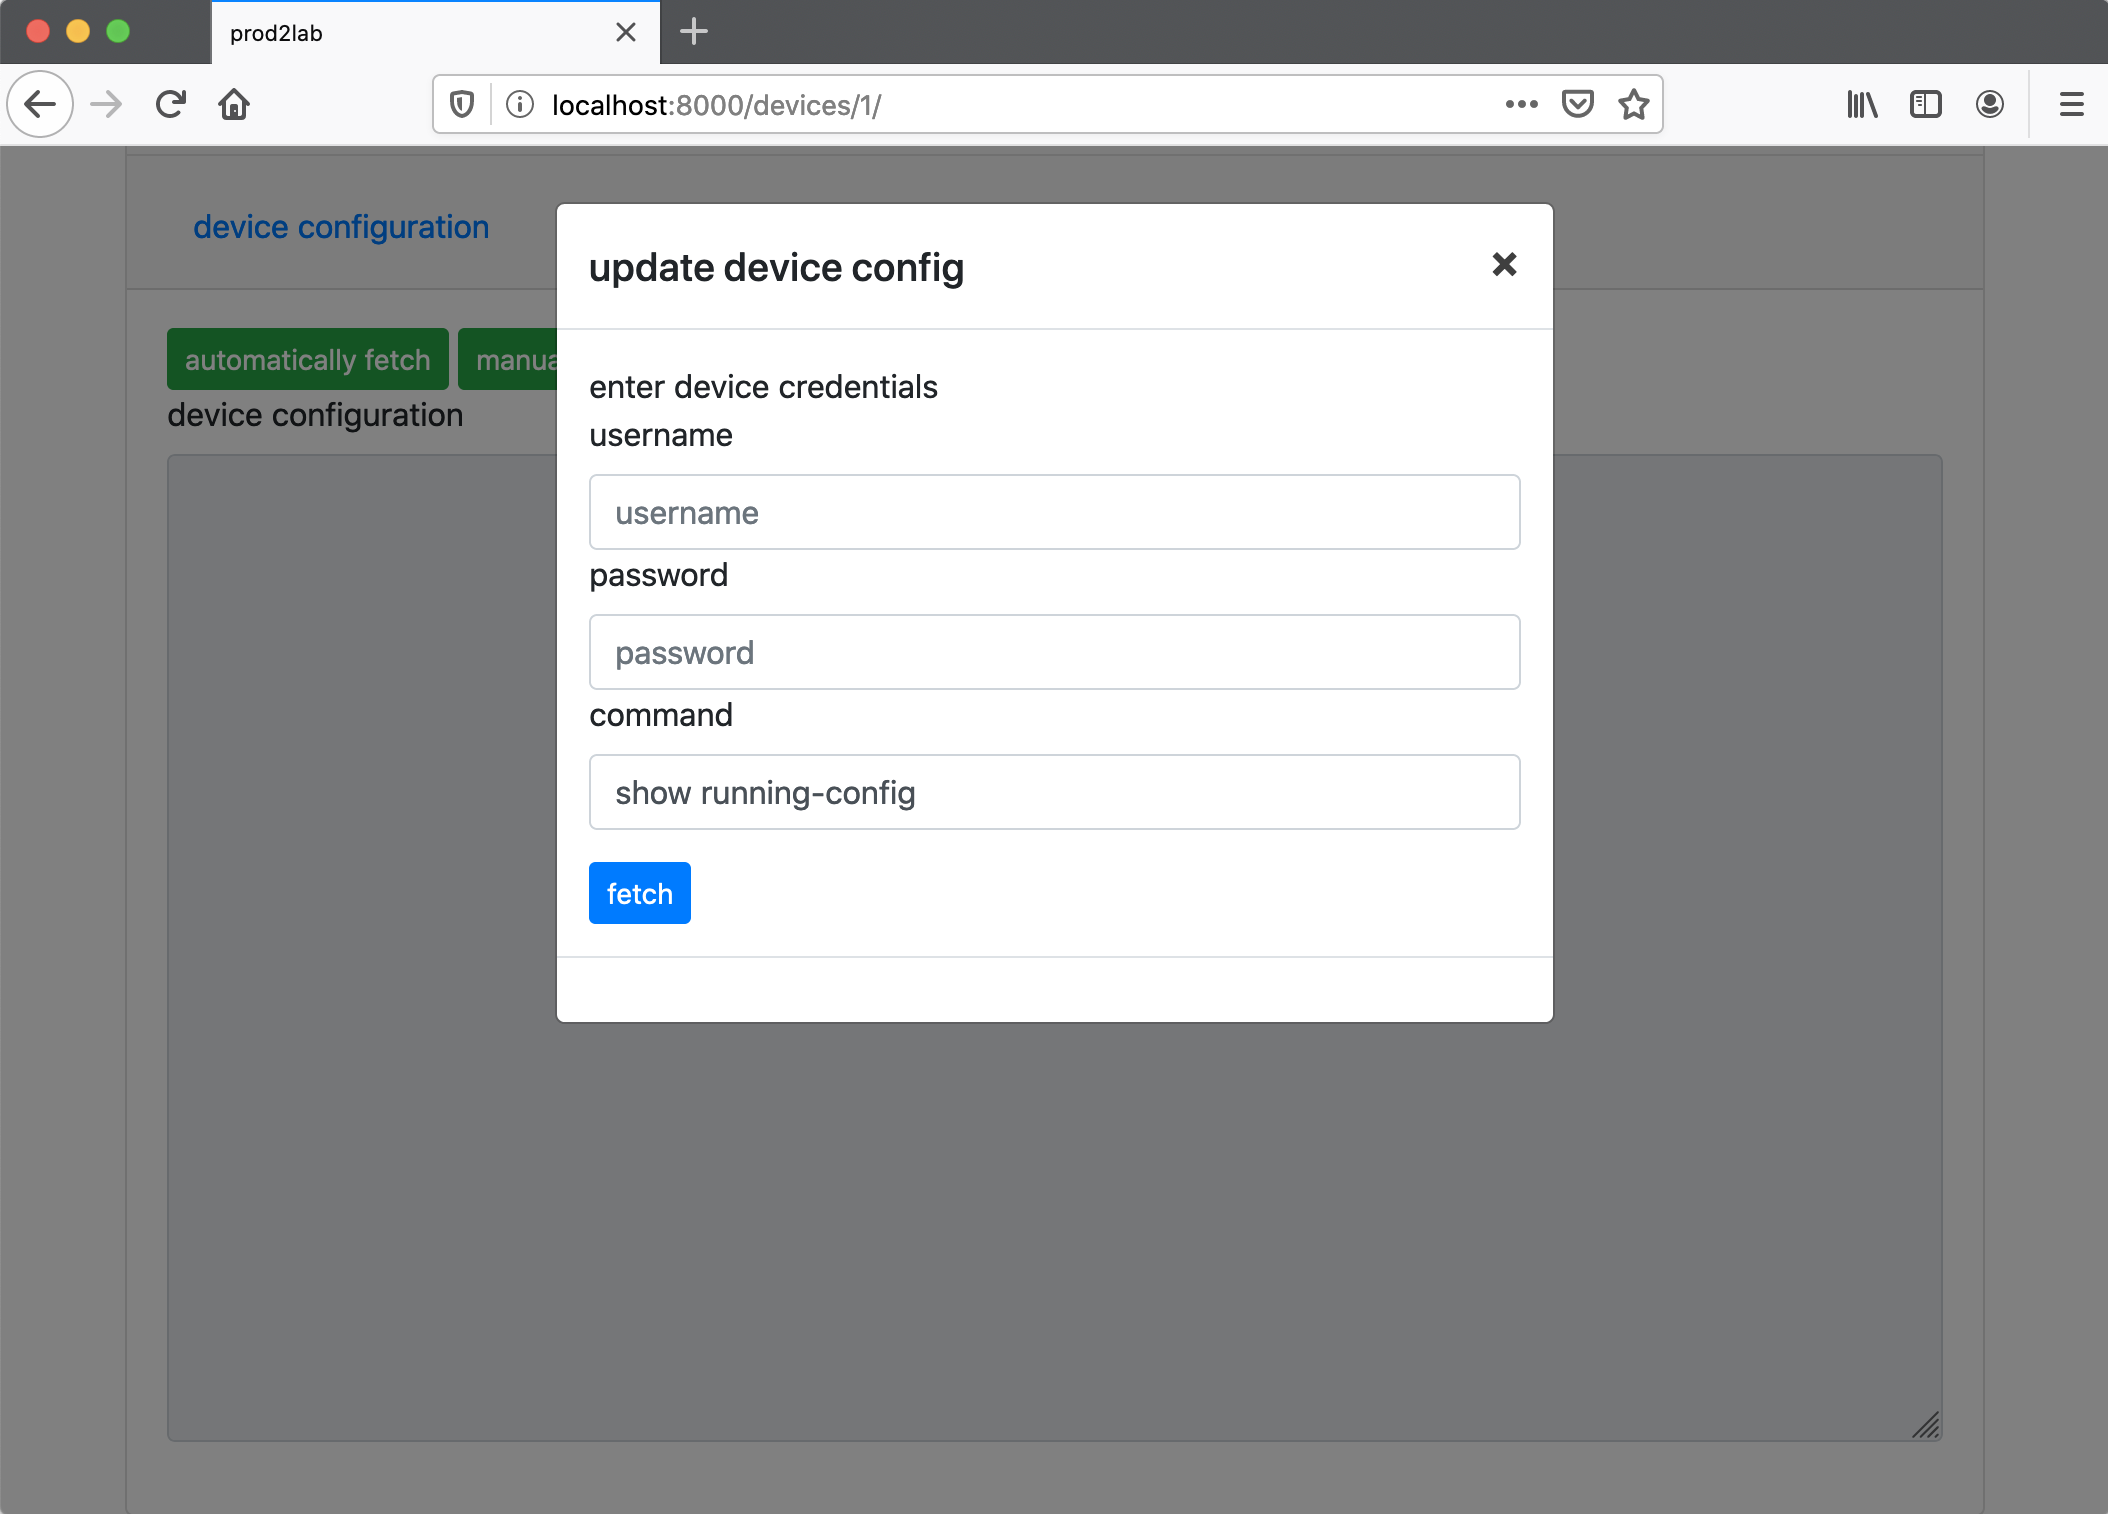 prod2lab
localhost:8000/devices/1/
device configuration
update device config
automatically fetch
enter device credentials
device configuration
username
username
password
password
command
show running-config
fetch